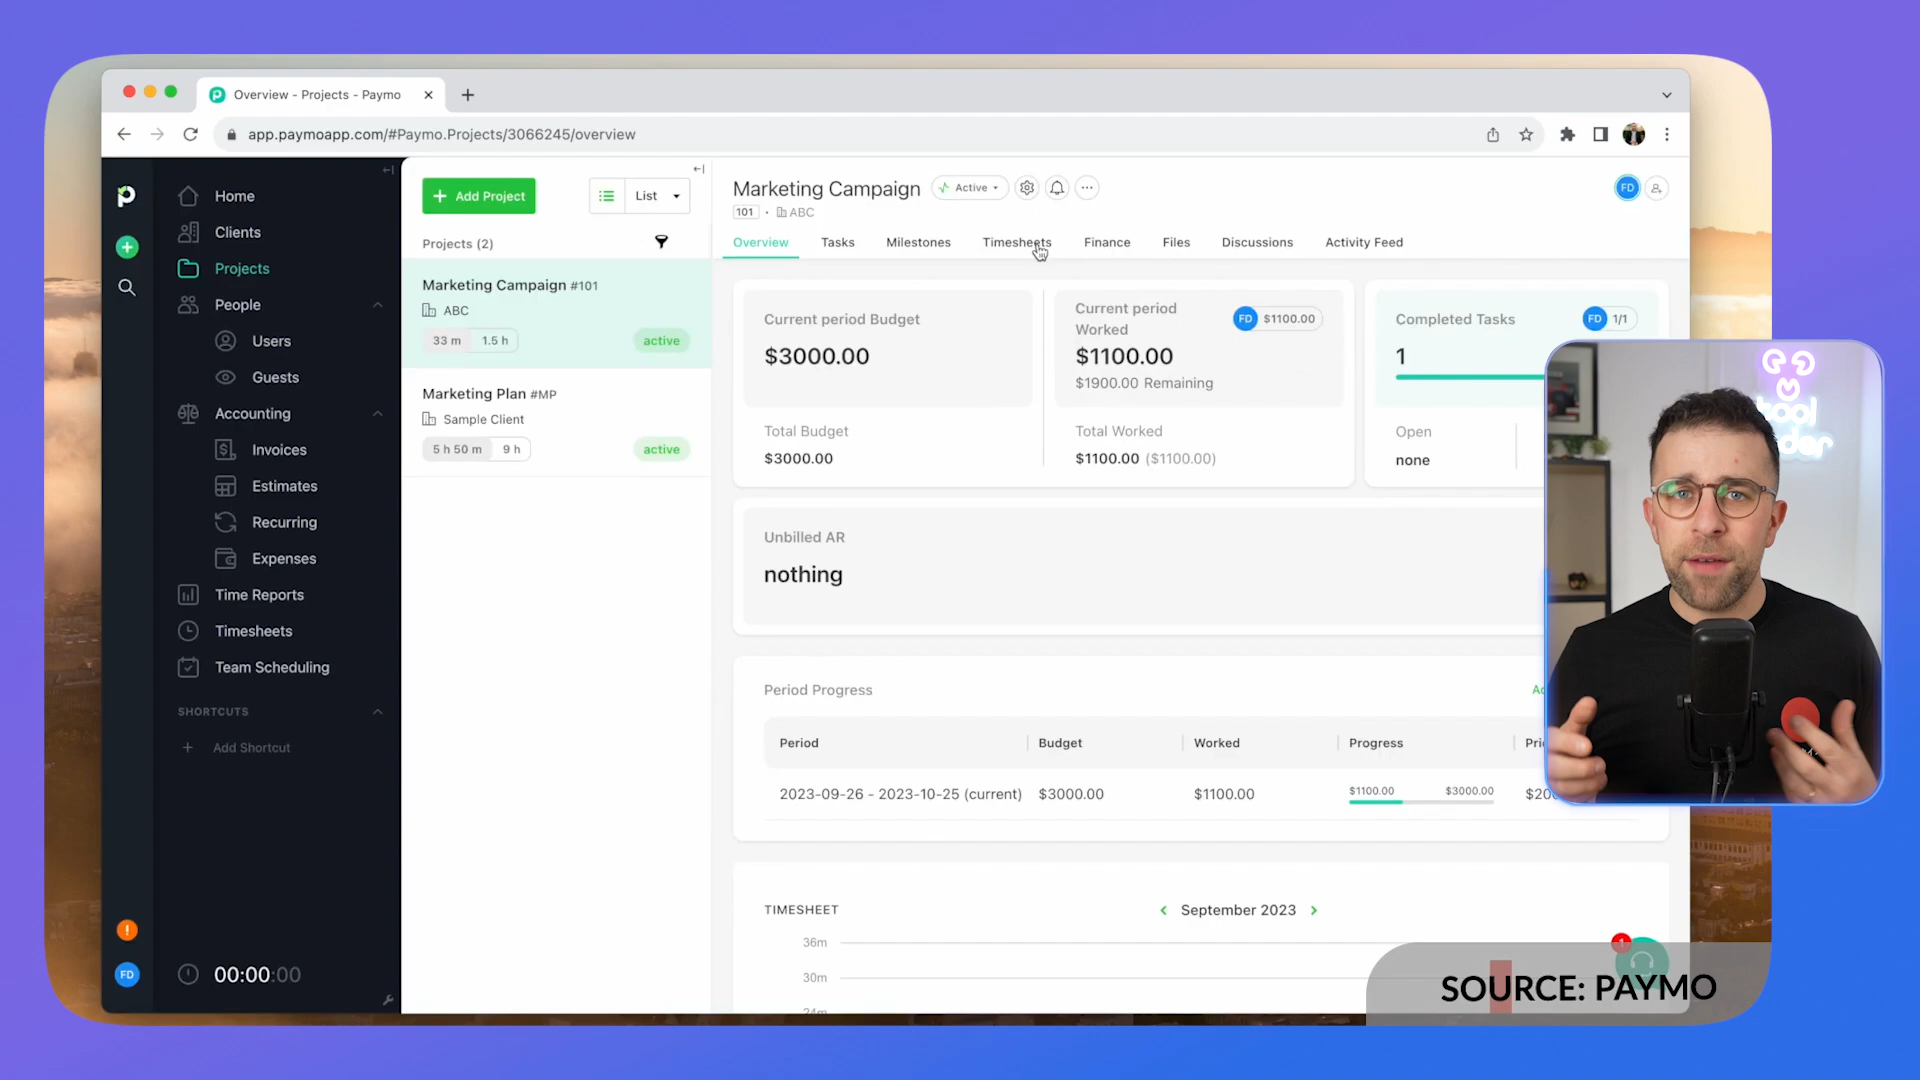 Overview - Projects - Paymo
app.paymoapp.com/#Paymo.Projects/3066245/overview
Home
Clients
Projects
People
Users
Guests
Accounting
Invoices
Estimates
Recurring
Expenses
Time Reports
Timesheets
Team Scheduling
SHORTCUTS
+ Add Shortcut
FD
00:00:00
+ Add Project
List
Projects (2)
Marketing Campaign #101
ABC
33 m 1.5 h active
Marketing Plan #MP
Sample Client
5 h 50 m 9 h active
Marketing Campaign Active FD
101 · ABC
Overview Tasks Milestones Timesheets Finance Files Discussions Activity Feed
Current period Budget
$3000.00
Total Budget
$3000.00
Current period
Worked
FD $1100.00
$1100.00
$1900.00 Remaining
Total Worked
$1100.00 ($1100.00)
Completed Tasks FD 1/1
1
Open
none
Unbilled AR
nothing
Period Progress
Period Budget Worked Progress
2023-09-26 - 2023-10-25 (current) $3000.00 $1100.00 $1100.00 $3000.00
TIMESHEET September 2023
36m
30m
24m
1
SOURCE: PAYMO